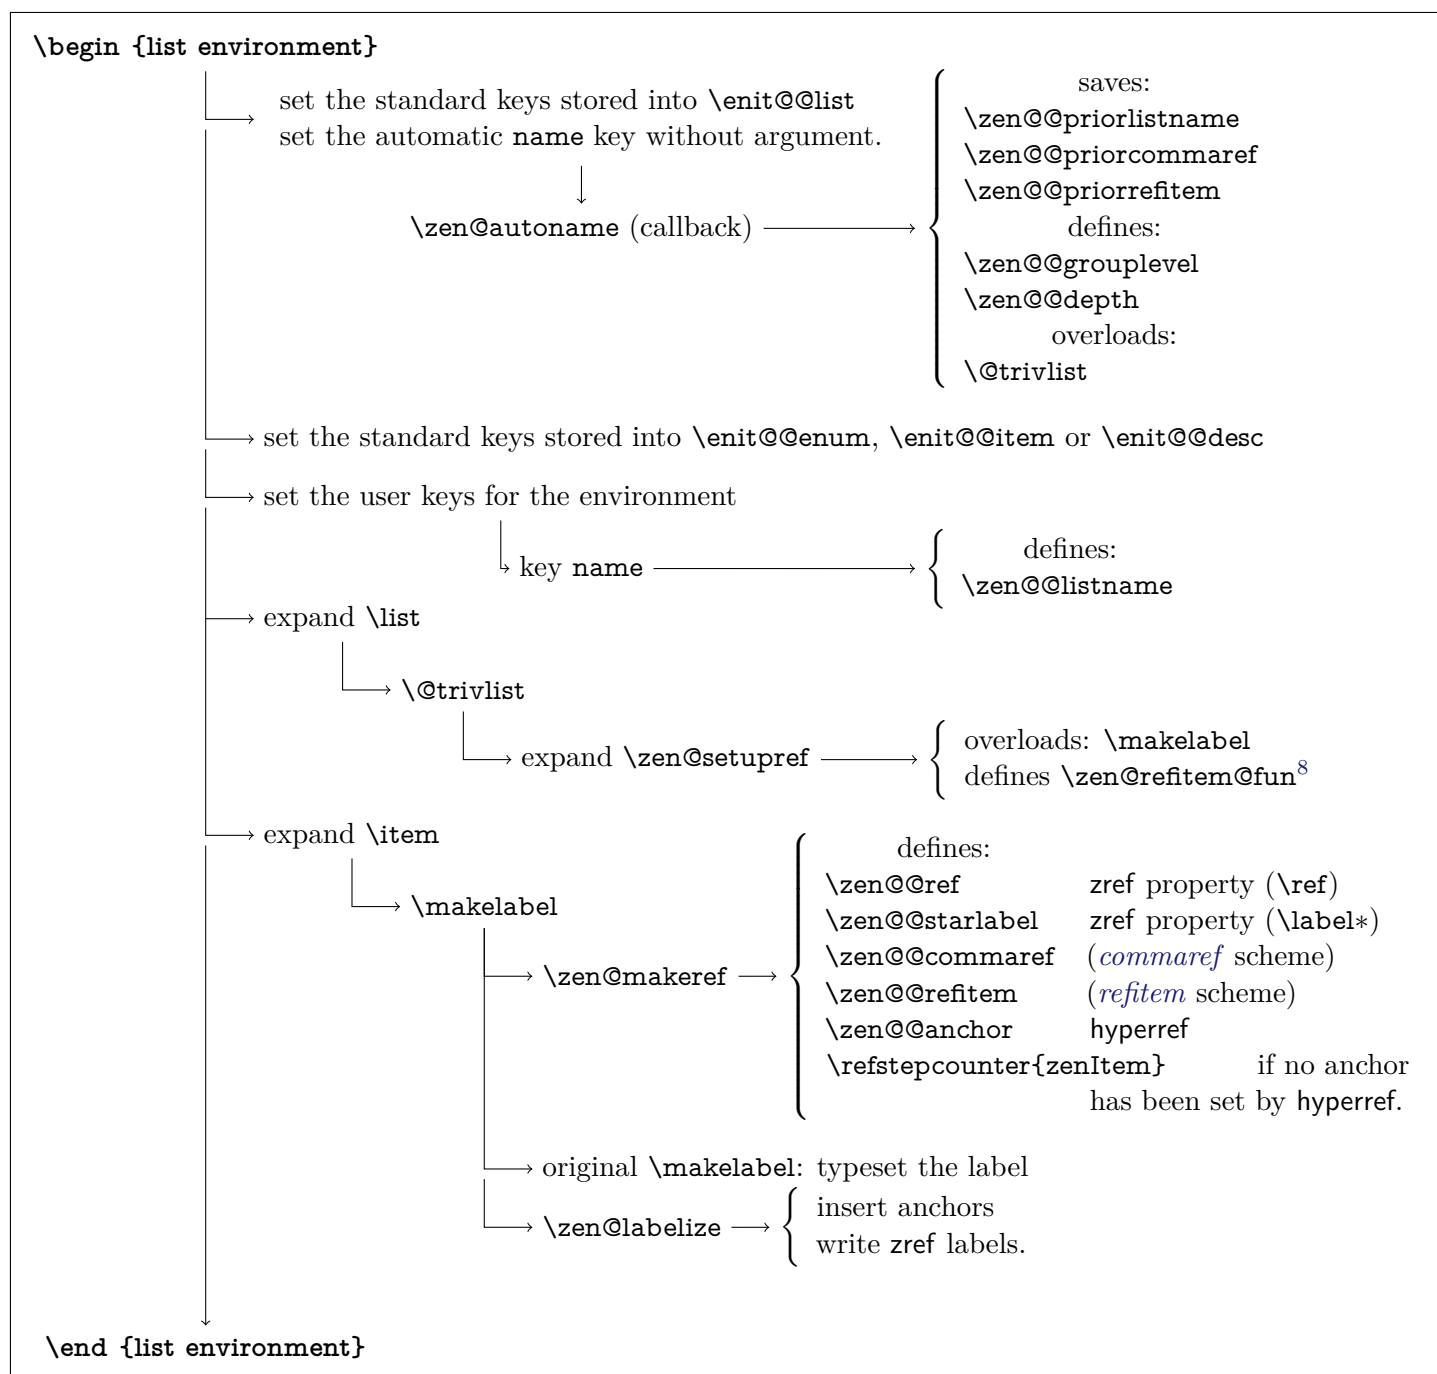 \begin {list environment}
set the standard keys stored into \enit@@list
set the automatic name key without argument.
\zen@autoname (callback)
saves:
\zen@@priorlistname
\zen@@priorcommaref
\zen@@priorrefitem
defines:
\zen@@grouplevel
\zen@@depth
overloads:
\@trivlist
set the standard keys stored into \enit@@enum, \enit@@item or \enit@@desc
set the user keys for the environment
key name
defines:
\zen@@listname
expand \list
\@trivlist
expand \zen@setupref
overloads: \makelabel
defines \zen@refitem@fun8
expand \item
\makelabel
\zen@makeref
defines:
\zen@@ref zref property (\ref)
\zen@@starlabel zref property (\label*)
\zen@@commaref (commaref scheme)
\zen@@refitem (refitem scheme)
\zen@@anchor hyperref
\refstepcounter{zenItem} if no anchor
has been set by hyperref.
original \makelabel: typeset the label
\zen@labelize
insert anchors
write zref labels.
\end {list environment}